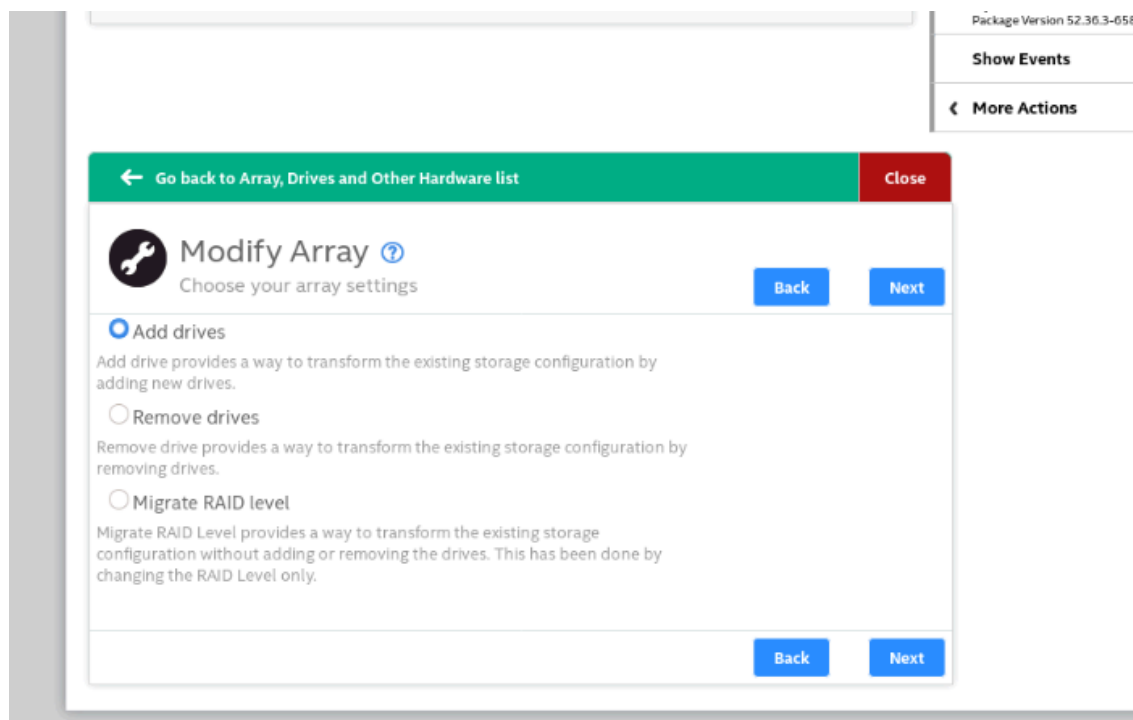 Package Version 52.36.3-658
Show Events
More Actions
Go back to Array, Drives and Other Hardware list
Close
Modify Array
Choose your array settings
Back
Next
Add drives
Add drive provides a way to transform the existing storage configuration by
adding new drives.
Remove drives
Remove drive provides a way to transform the existing storage configuration by
removing drives.
Migrate RAID level
Migrate RAID Level provides a way to transform the existing storage
configuration without adding or removing the drives. This has been done by
changing the RAID Level only.
Back
Next